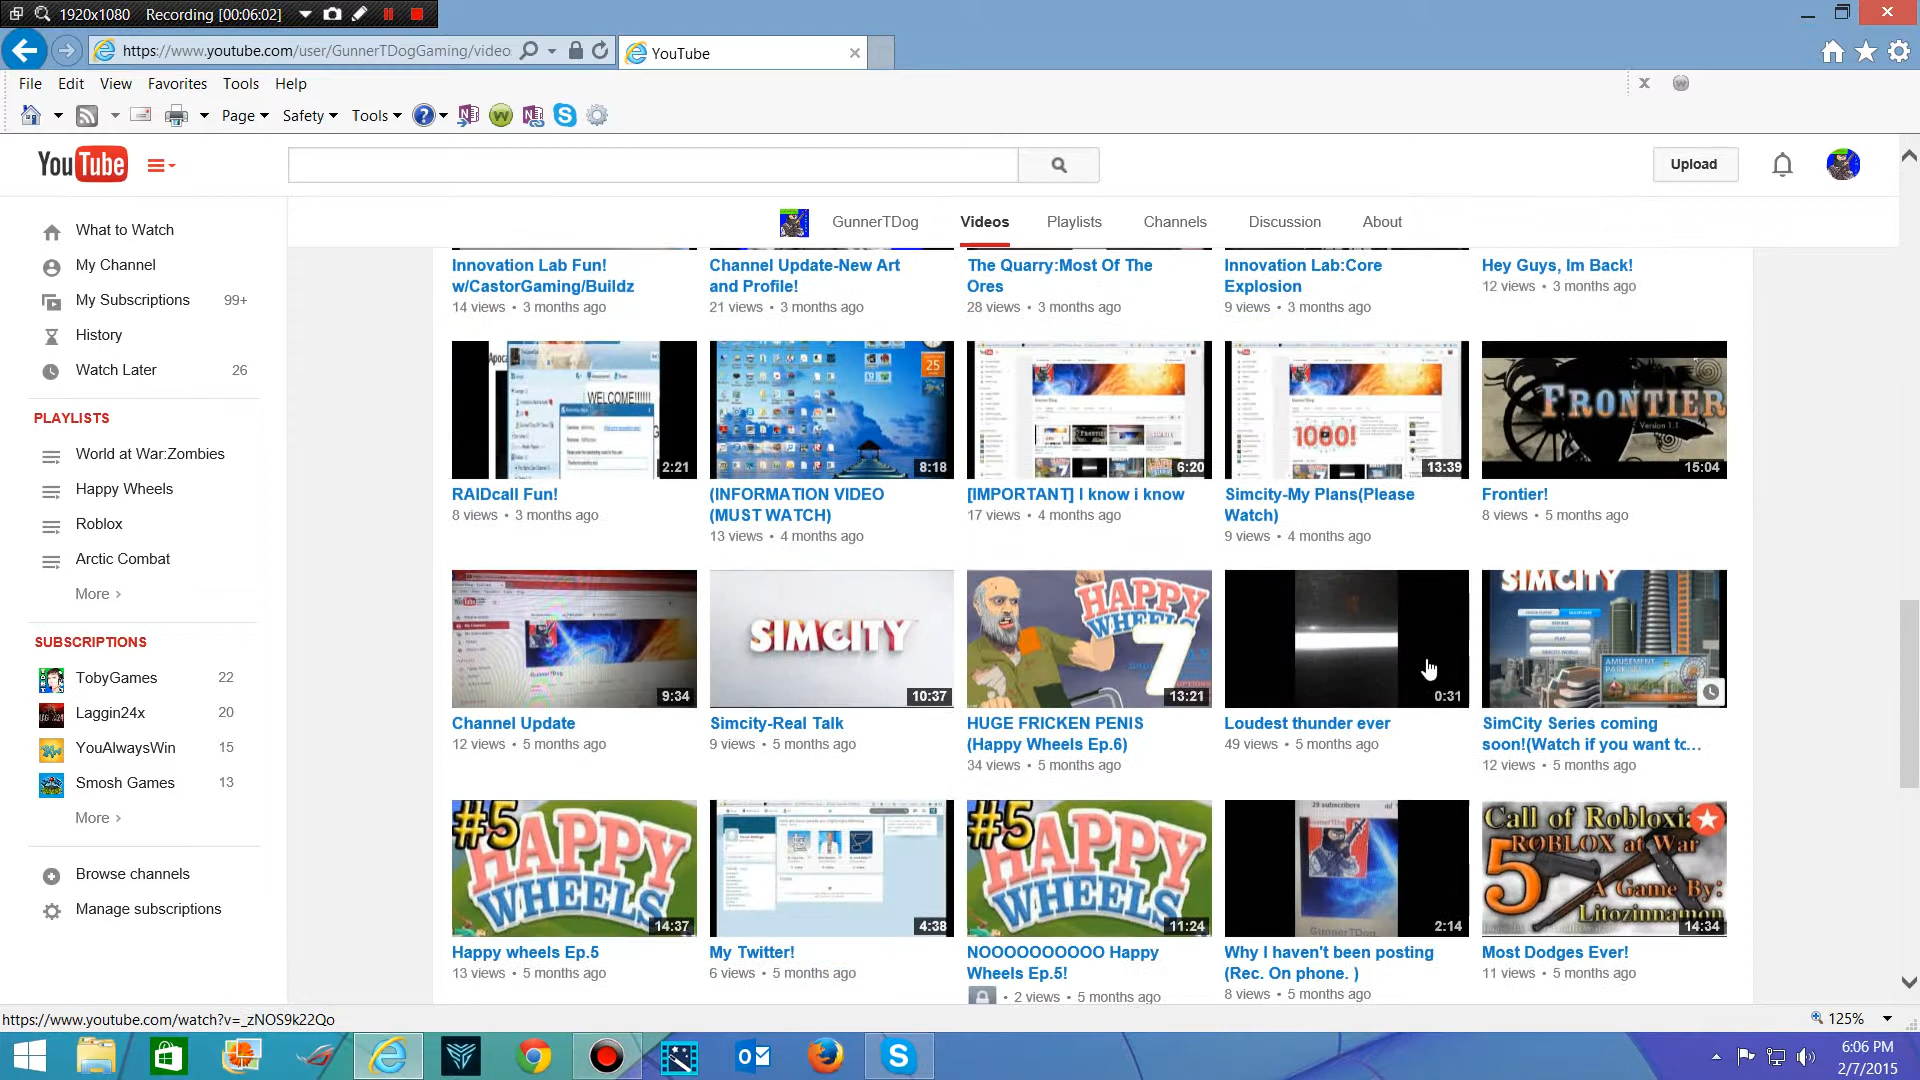 1920x1080 Recording [00:06:02]
https://www.youtube.com/user/GunnerTDogGaming/video
YouTube
File Edit View Favorites Tools Help
Page Safety Tools
YouTube
Upload
GunnerTDog Videos Playlists Channels Discussion About
What to Watch
My Channel
My Subscriptions 99+
History
Watch Later 26
PLAYLISTS
World at War:Zombies
Happy Wheels
Roblox
Arctic Combat
More ›
SUBSCRIPTIONS
TobyGames 22
Laggin24x 20
YouAlwaysWin 15
Smosh Games 13
More ›
Browse channels
Manage subscriptions
Innovation Lab Fun!
w/CastorGaming/Buildz
14 views • 3 months ago
Channel Update-New Art
and Profile!
21 views • 3 months ago
The Quarry:Most Of The
Ores
28 views • 3 months ago
Innovation Lab:Core
Explosion
9 views • 3 months ago
Hey Guys, Im Back!
12 views • 3 months ago
WELCOME!!!!!
2:21
RAIDcall Fun!
8 views • 3 months ago
25
8:18
(INFORMATION VIDEO
(MUST WATCH)
13 views • 4 months ago
6:20
[IMPORTANT] I know i know
17 views • 4 months ago
100!
13:39
Simcity-My Plans(Please
Watch)
9 views • 4 months ago
FRONTIER
Version 1.1
15:04
Frontier!
8 views • 5 months ago
9:34
Channel Update
12 views • 5 months ago
SIMCITY
10:37
Simcity-Real Talk
9 views • 5 months ago
HAPPY
WHEELS
7
13:21
HUGE FRICKEN PENIS
(Happy Wheels Ep.6)
34 views • 5 months ago
0:31
Loudest thunder ever
49 views • 5 months ago
SIMCITY
AMUSEMENT
SimCity Series coming
soon!(Watch if you want tc...
12 views • 5 months ago
#5
HAPPY
WHEELS
14:37
Happy wheels Ep.5
13 views • 5 months ago
4:38
My Twitter!
6 views • 5 months ago
#5
HAPPY
WHEELS
11:24
NOOOOOOOOOO Happy
Wheels Ep.5!
• 2 views • 5 months ago
29 subscribers
GunnerTDog
2:14
Why I haven't been posting
(Rec. On phone. )
8 views • 5 months ago
Call of Robloxia
5 ROBLOX at War
A Game By:
Litozinnamon
14:34
Most Dodges Ever!
11 views • 5 months ago
https://www.youtube.com/watch?v=_zNOS9k22Qo
125%
6:06 PM
2/7/2015